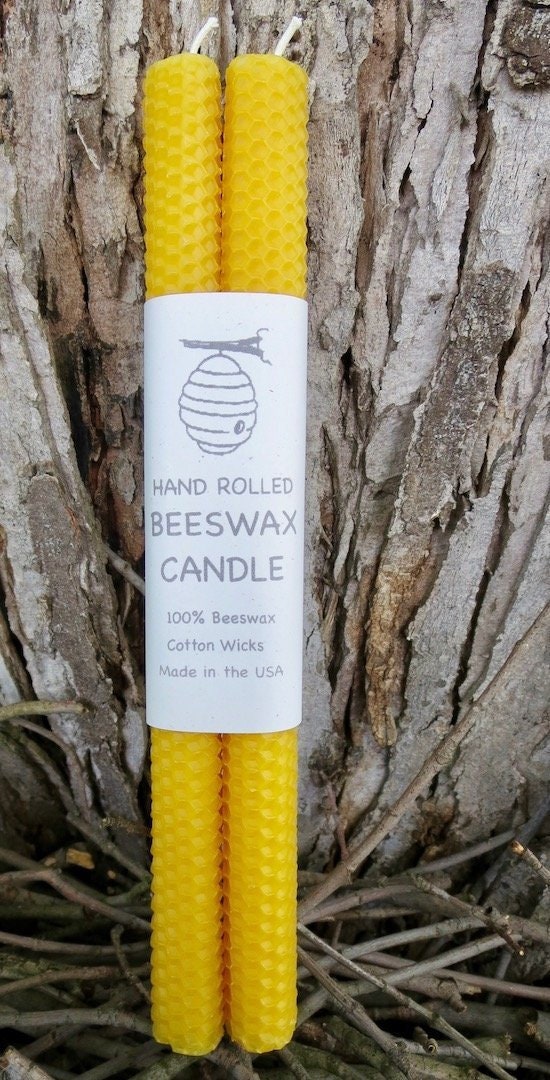 HAND ROLLED
BEESWAX
CANDLE
100% Beeswax
Cotton Wicks
Made in the USA